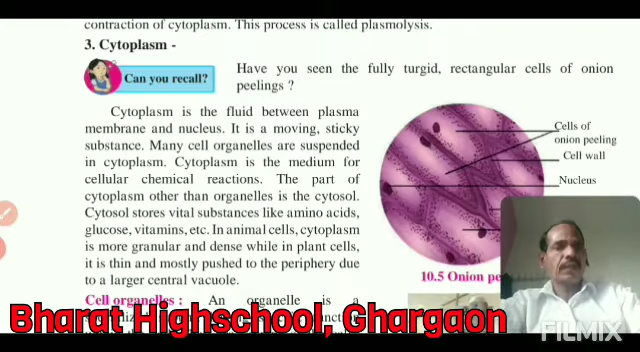 contraction of cytoplasm. This process is called plasmolysis.
3. Cytoplasm -
Can you recall?
Have you seen the fully turgid, rectangular cells of onion
peelings ?
Cytoplasm is the fluid between plasma
membrane and nucleus. It is a moving, sticky
substance. Many cell organelles are suspended
in cytoplasm. Cytoplasm is the medium for
cellular chemical reactions. The part of
cytoplasm other than organelles is the cytosol.
Cytosol stores vital substances like amino acids,
glucose, vitamins, etc. In animal cells, cytoplasm
is more granular and dense while in plant cells,
it is thin and mostly pushed to the periphery due
to a larger central vacuole.
Cell organelles : An organelle is a
Cells of
onion peeling
Cell wall
Nucleus
10.5 Onion pe
Bharat Highschool, Ghargaon
FILMIX